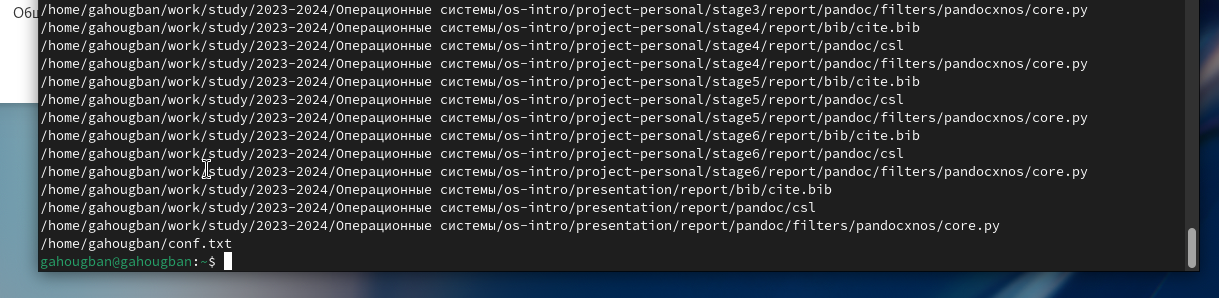 /home/gahougban/work/study/2023-2024/Операционные системы/os-intro/project-personal/stage3/report/pandoc/filters/pandocxnos/core.py
/home/gahougban/work/study/2023-2024/Операционные системы/os-intro/project-personal/stage4/report/bib/cite.bib
/home/gahougban/work/study/2023-2024/Операционные системы/os-intro/project-personal/stage4/report/pandoc/csl
/home/gahougban/work/study/2023-2024/Операционные системы/os-intro/project-personal/stage4/report/pandoc/filters/pandocxnos/core.py
/home/gahougban/work/study/2023-2024/Операционные системы/os-intro/project-personal/stage5/report/bib/cite.bib
/home/gahougban/work/study/2023-2024/Операционные системы/os-intro/project-personal/stage5/report/pandoc/csl
/home/gahougban/work/study/2023-2024/Операционные системы/os-intro/project-personal/stage5/report/pandoc/filters/pandocxnos/core.py
/home/gahougban/work/study/2023-2024/Операционные системы/os-intro/project-personal/stage6/report/bib/cite.bib
/home/gahougban/work/study/2023-2024/Операционные системы/os-intro/project-personal/stage6/report/pandoc/csl
/home/gahougban/work/study/2023-2024/Операционные системы/os-intro/project-personal/stage6/report/pandoc/filters/pandocxnos/core.py
/home/gahougban/work/study/2023-2024/Операционные системы/os-intro/presentation/report/bib/cite.bib
/home/gahougban/work/study/2023-2024/Операционные системы/os-intro/presentation/report/pandoc/csl
/home/gahougban/work/study/2023-2024/Операционные системы/os-intro/presentation/report/pandoc/filters/pandocxnos/core.py
/home/gahougban/conf.txt
gahougban@gahougban:~$